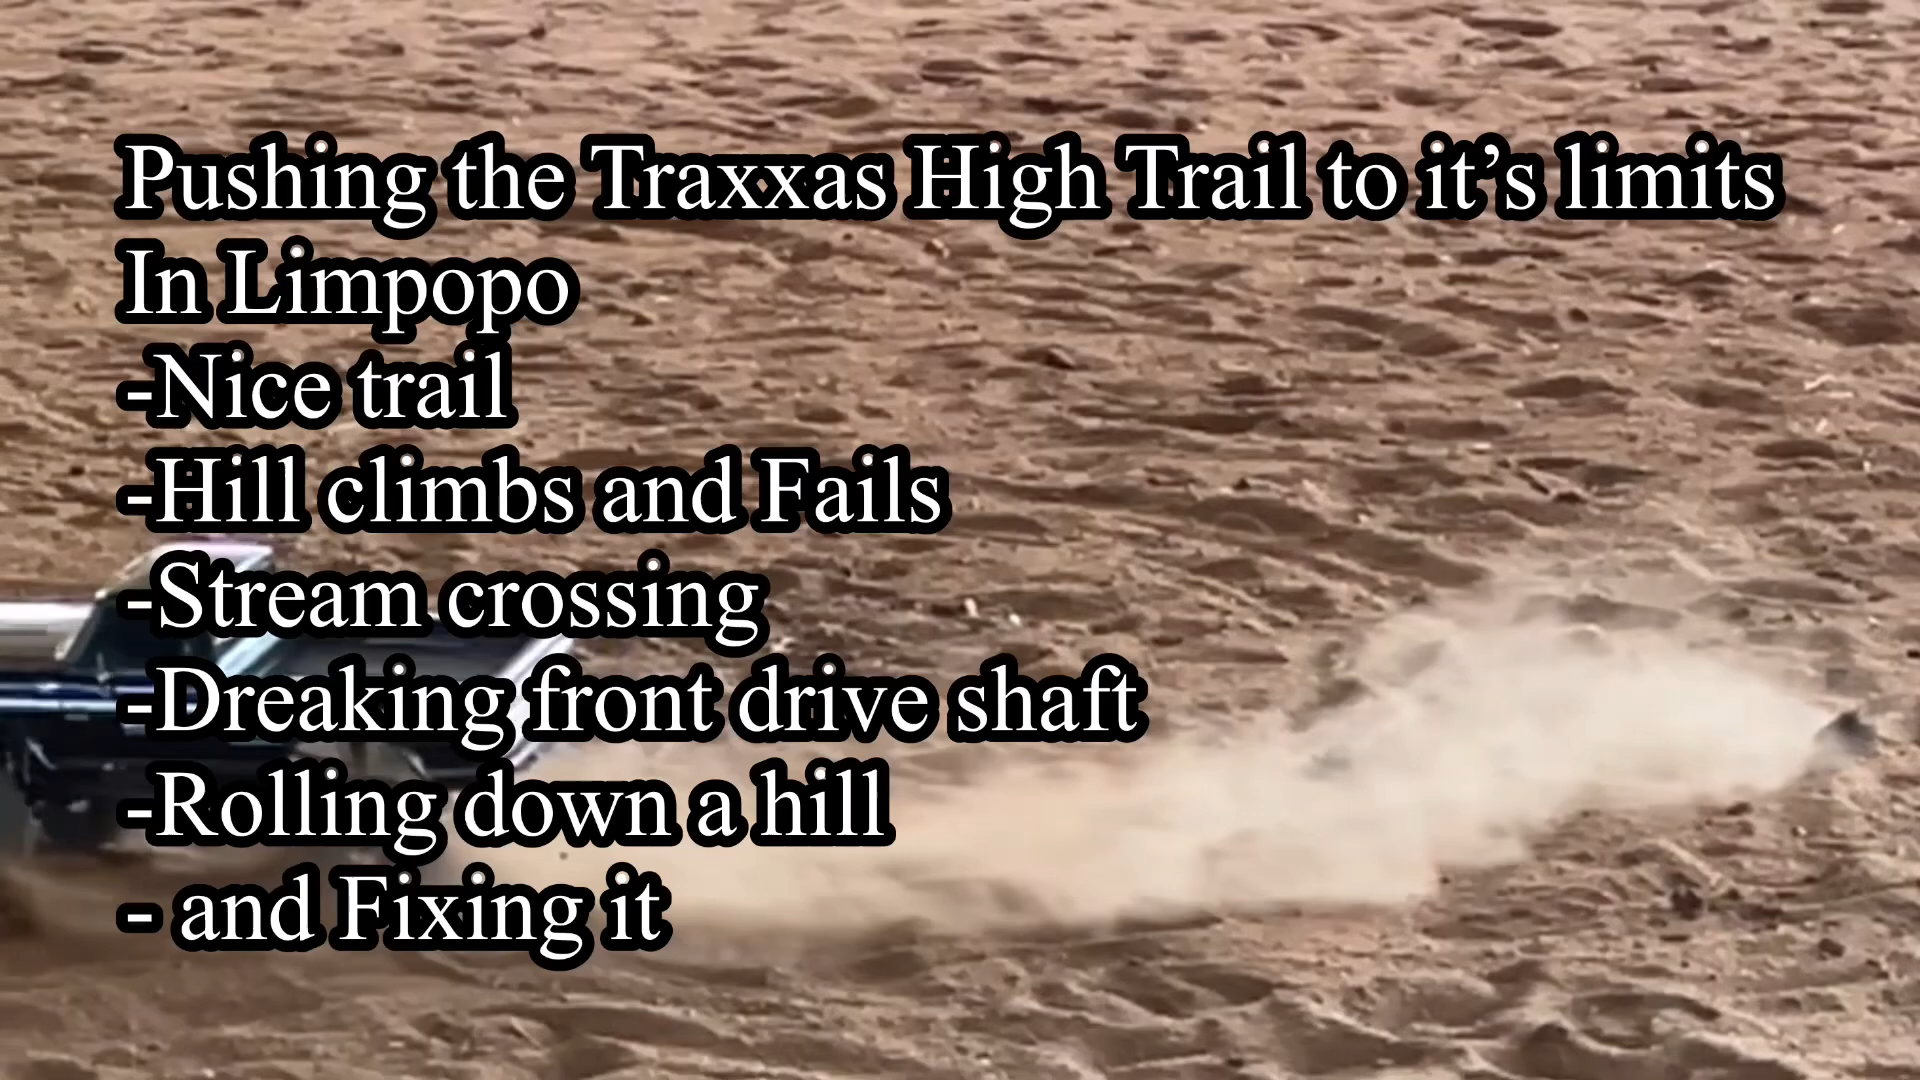 Pushing the Traxxas High Trail to it’s limits
In Limpopo
-Nice trail
-Hill climbs and Fails
-Stream crossing
-Dreaking front drive shaft
-Rolling down a hill
- and Fixing it